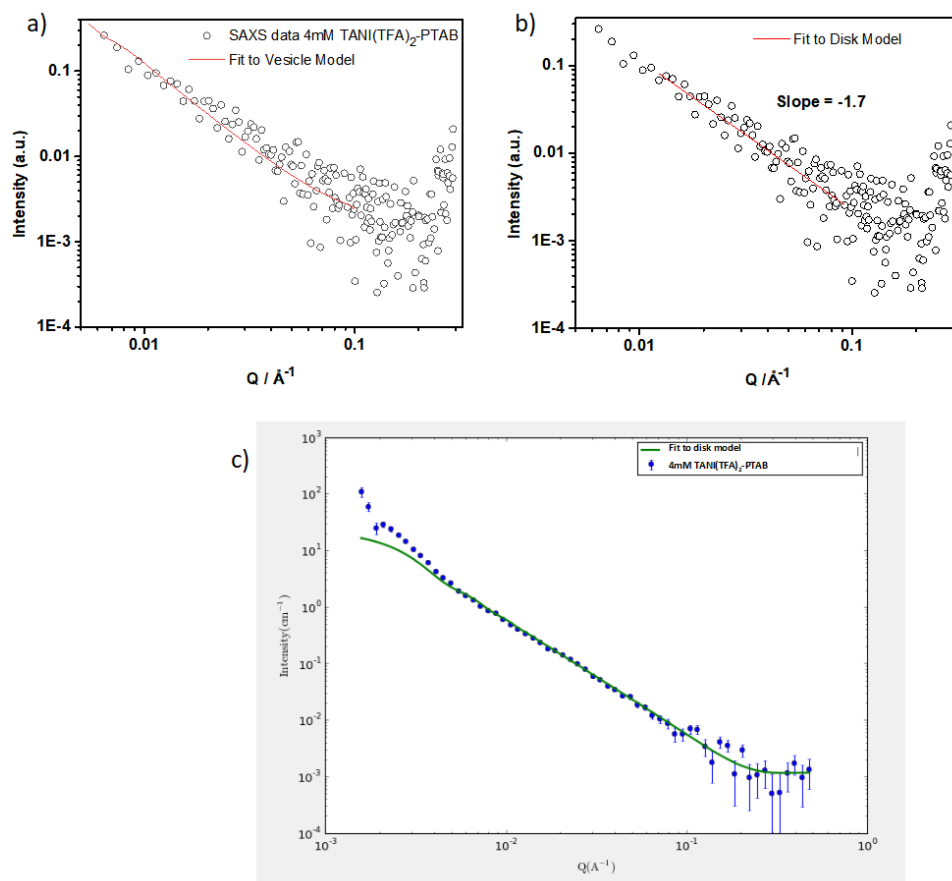 a)
SAXS data 4mM TANI(TFA)2-PTAB
Fit to Vesicle Model
0.1
0.01
1E-3
1E-4
Intensity (a.u.)
0.01
0.1
Q / Å-1
b)
Fit to Disk Model
Slope = -1.7
0.1
0.01
1E-3
1E-4
Intensity (a.u.)
0.01
0.1
Q /Å-1
c)
Fit to disk model
4mM TANI(TFA)2-PTAB
10^3
10^2
10^1
10^0
10^-1
10^-2
10^-3
10^-4
Intensity(cm^-1)
10^-3
10^-2
10^-1
10^0
Q(A^-1)